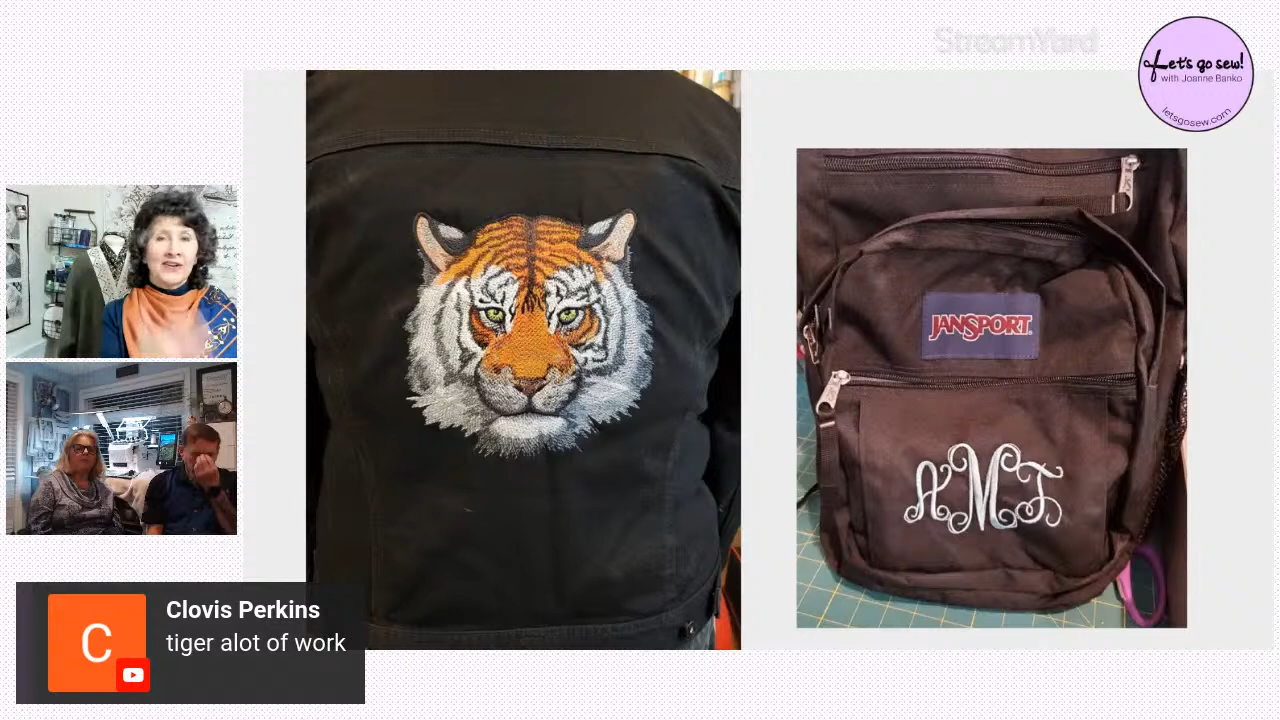 StreamYard
Let's go sew!
with Joanne Banko
letsgosew.com
JANSPORT
AMT
Clovis Perkins
tiger alot of work
C